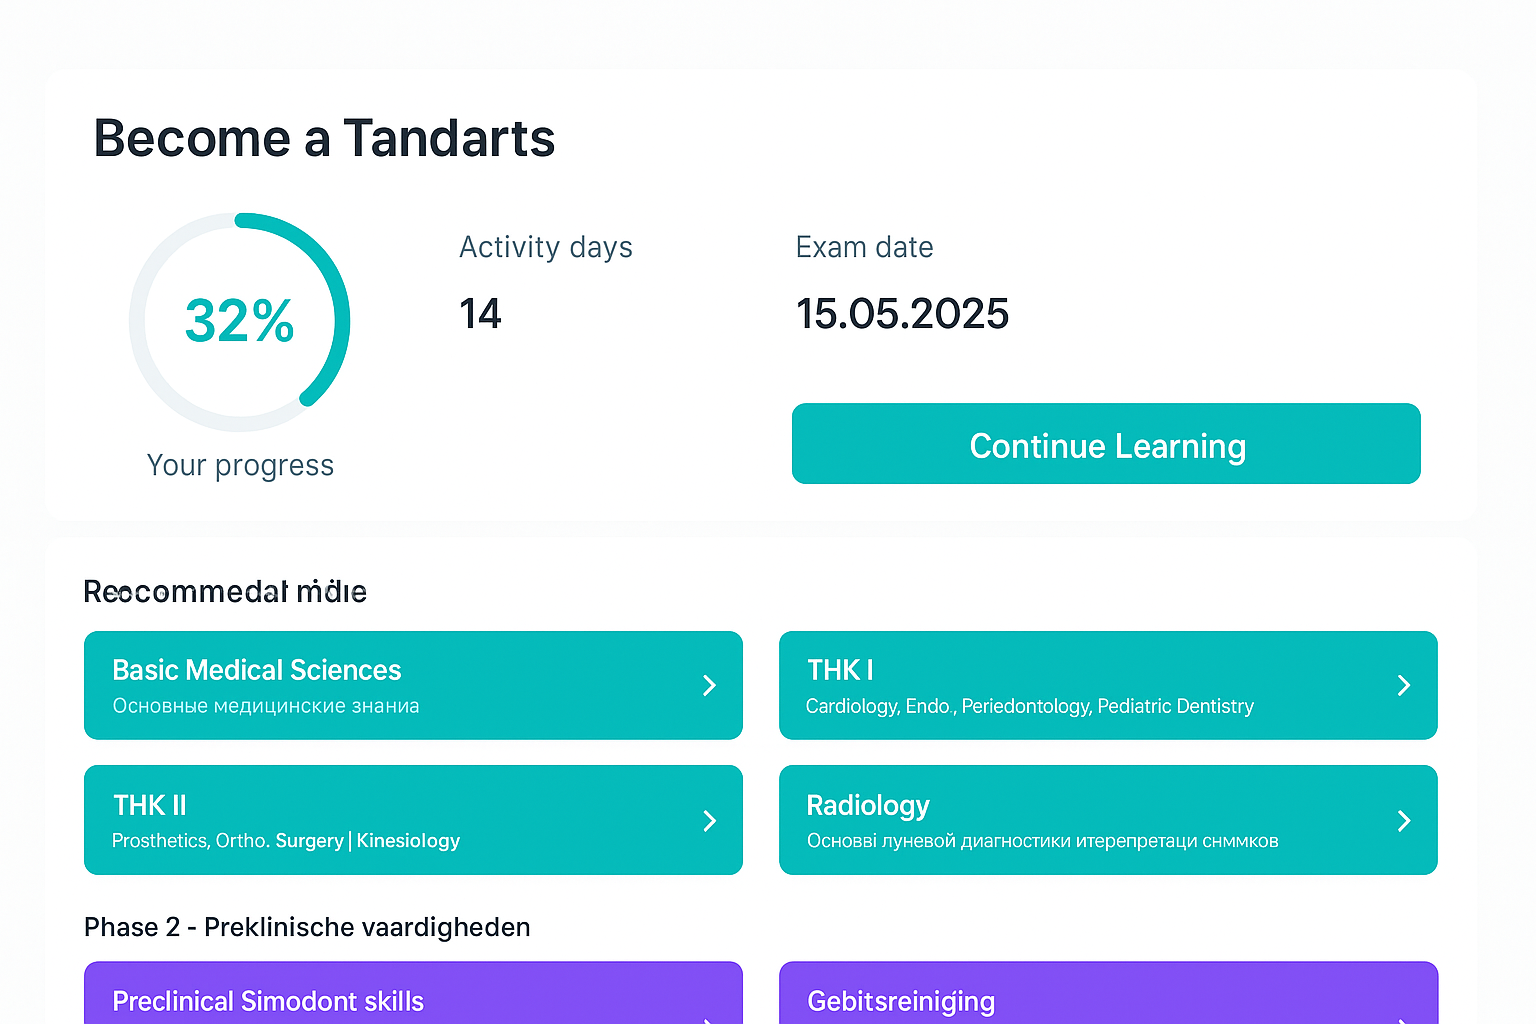 Become a Tandarts
32%
Your progress
Activity days
14
Exam date
15.05.2025
Continue Learning
Basic Medical Sciences
Основные медицинские знаниа
THK I
Cardiology, Endo., Periedontology, Pediatric Dentistry
THK II
Prosthetics, Ortho. Surgery | Kinesiology
Radiology
Основві луневой диагностики итерепретаци снммков
Phase 2 - Preklinische vaardigheden
Preclinical Simodont skills
Gebitsreiniging